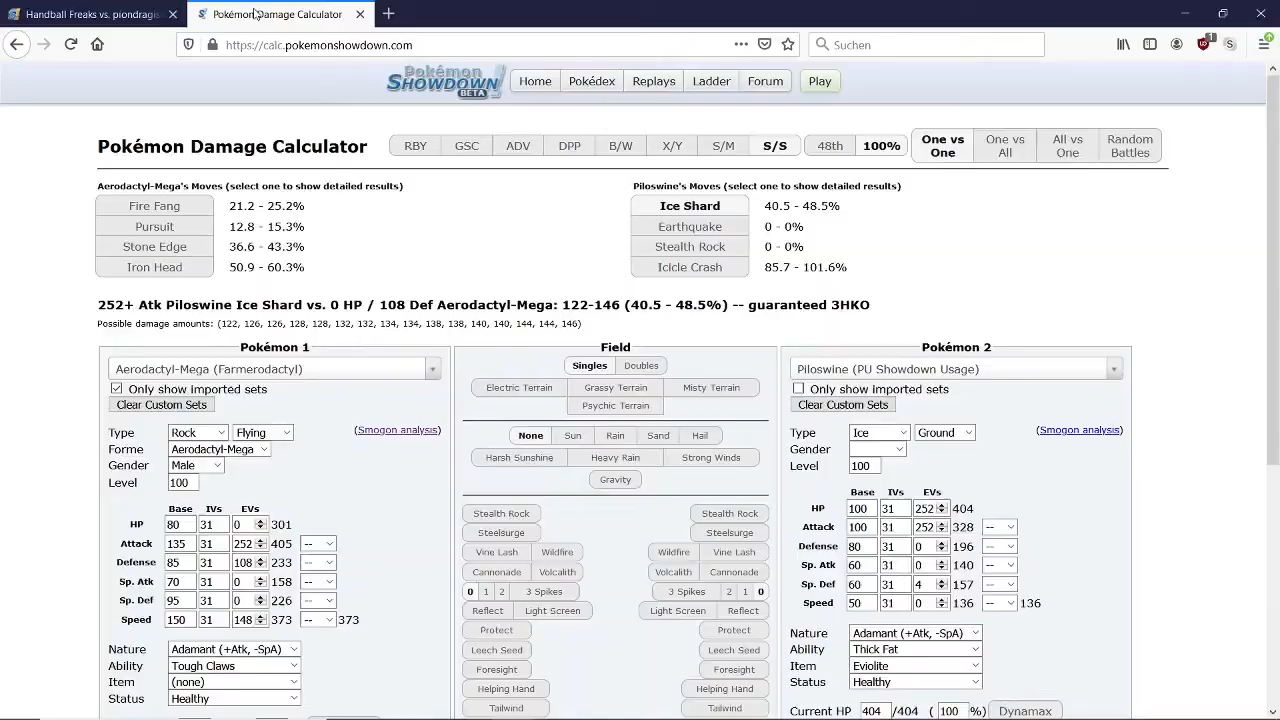 Handball Freaks vs. piondragis
Pokémon Damage Calculator
https://calc.pokemonshowdown.com
Suchen
1
S
Pokémon
SHOWDOWN!
BETA
Home
Pokédex
Replays
Ladder
Forum
Play
Pokémon Damage Calculator
RBY GSC ADV DPP B/W X/Y S/M S/S
48th 100%
One vs One
One vs All
All vs One
Random Battles
Aerodactyl-Mega's Moves (select one to show detailed results)
Fire Fang 21.2 - 25.2%
Pursuit 12.8 - 15.3%
Stone Edge 36.6 - 43.3%
Iron Head 50.9 - 60.3%
Piloswine's Moves (select one to show detailed results)
Ice Shard 40.5 - 48.5%
Earthquake 0 - 0%
Stealth Rock 0 - 0%
Icicle Crash 85.7 - 101.6%
252+ Atk Piloswine Ice Shard vs. 0 HP / 108 Def Aerodactyl-Mega: 122-146 (40.5 - 48.5%) -- guaranteed 3HKO
Possible damage amounts: (122, 126, 126, 128, 128, 132, 132, 134, 134, 138, 138, 140, 140, 144, 144, 146)
Pokémon 1
Aerodactyl-Mega (Farmerodactyl)
Only show imported sets
Clear Custom Sets
Type Rock Flying (Smogon analysis)
Forme Aerodactyl-Mega
Gender Male
Level 100
Base IVs EVs
HP 80 31 0 301
Attack 135 31 252 405 --
Defense 85 31 108 233 --
Sp. Atk 70 31 0 158 --
Sp. Def 95 31 0 226 --
Speed 150 31 148 373 -- 373
Nature Adamant (+Atk, -SpA)
Ability Tough Claws
Item (none)
Status Healthy
Field
Singles Doubles
Electric Terrain Grassy Terrain Misty Terrain
Psychic Terrain
None Sun Rain Sand Hail
Harsh Sunshine Heavy Rain Strong Winds
Gravity
Stealth Rock Stealth Rock
Steelsurge Steelsurge
Vine Lash Wildfire Wildfire Vine Lash
Cannonade Volcalith Volcalith Cannonade
0 1 2 3 Spikes 3 Spikes 2 1 0
Reflect Light Screen Light Screen Reflect
Protect Protect
Leech Seed Leech Seed
Foresight Foresight
Helping Hand Helping Hand
Tailwind Tailwind
Pokémon 2
Piloswine (PU Showdown Usage)
Only show imported sets
Clear Custom Sets
Type Ice Ground (Smogon analysis)
Gender
Level 100
Base IVs EVs
HP 100 31 252 404
Attack 100 31 252 328 --
Defense 80 31 0 196 --
Sp. Atk 60 31 0 140 --
Sp. Def 60 31 4 157 --
Speed 50 31 0 136 -- 136
Nature Adamant (+Atk, -SpA)
Ability Thick Fat
Item Eviolite
Status Healthy
Current HP 404 /404 ( 100 %) Dynamax